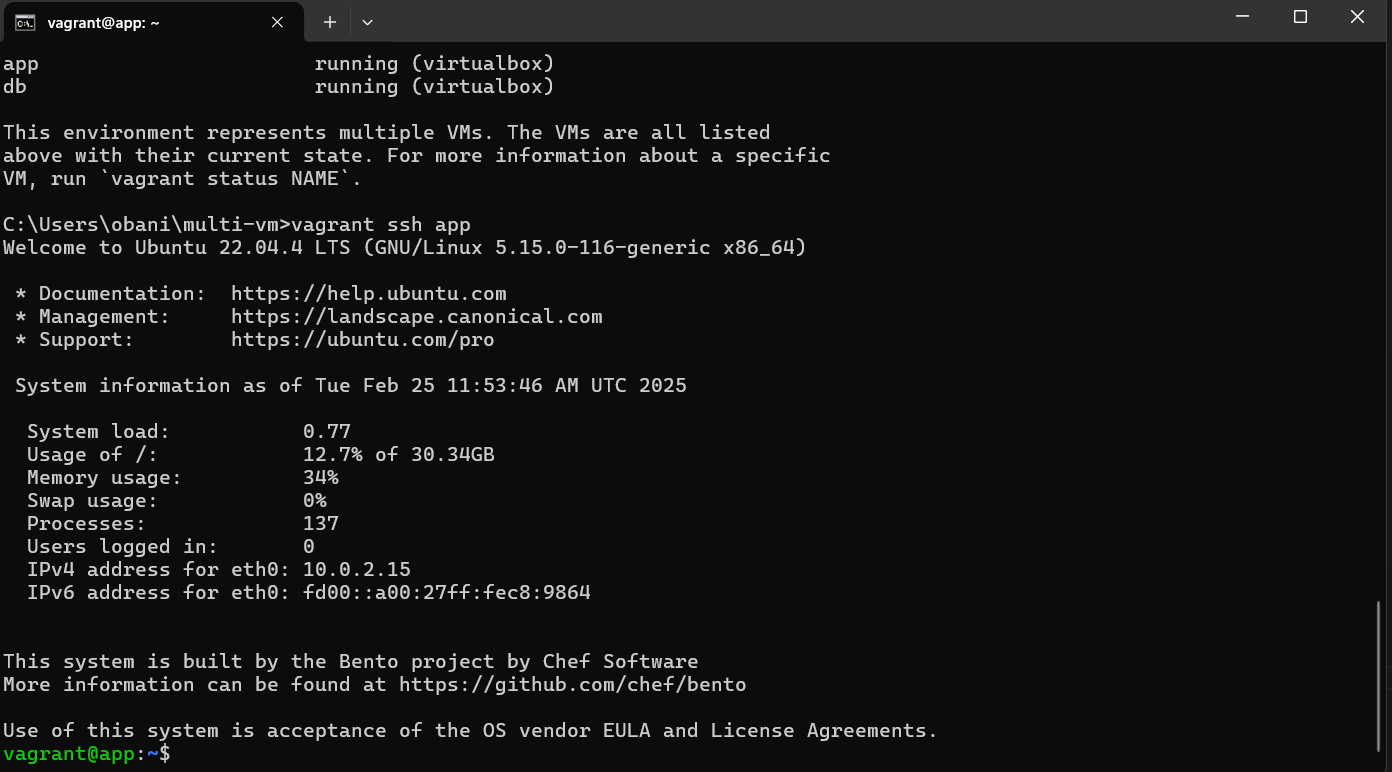 vagrant@app: ~
app                       running (virtualbox)
db                        running (virtualbox)
This environment represents multiple VMs. The VMs are all listed
above with their current state. For more information about a specific
VM, run `vagrant status NAME`.
C:\Users\obani\multi-vm>vagrant ssh app
Welcome to Ubuntu 22.04.4 LTS (GNU/Linux 5.15.0-116-generic x86_64)
 * Documentation:  https://help.ubuntu.com
 * Management:     https://landscape.canonical.com
 * Support:        https://ubuntu.com/pro
 System information as of Tue Feb 25 11:53:46 AM UTC 2025
  System load:           0.77
  Usage of /:            12.7% of 30.34GB
  Memory usage:          34%
  Swap usage:            0%
  Processes:             137
  Users logged in:       0
  IPv4 address for eth0: 10.0.2.15
  IPv6 address for eth0: fd00::a00:27ff:fec8:9864
This system is built by the Bento project by Chef Software
More information can be found at https://github.com/chef/bento
Use of this system is acceptance of the OS vendor EULA and License Agreements.
vagrant@app:~$